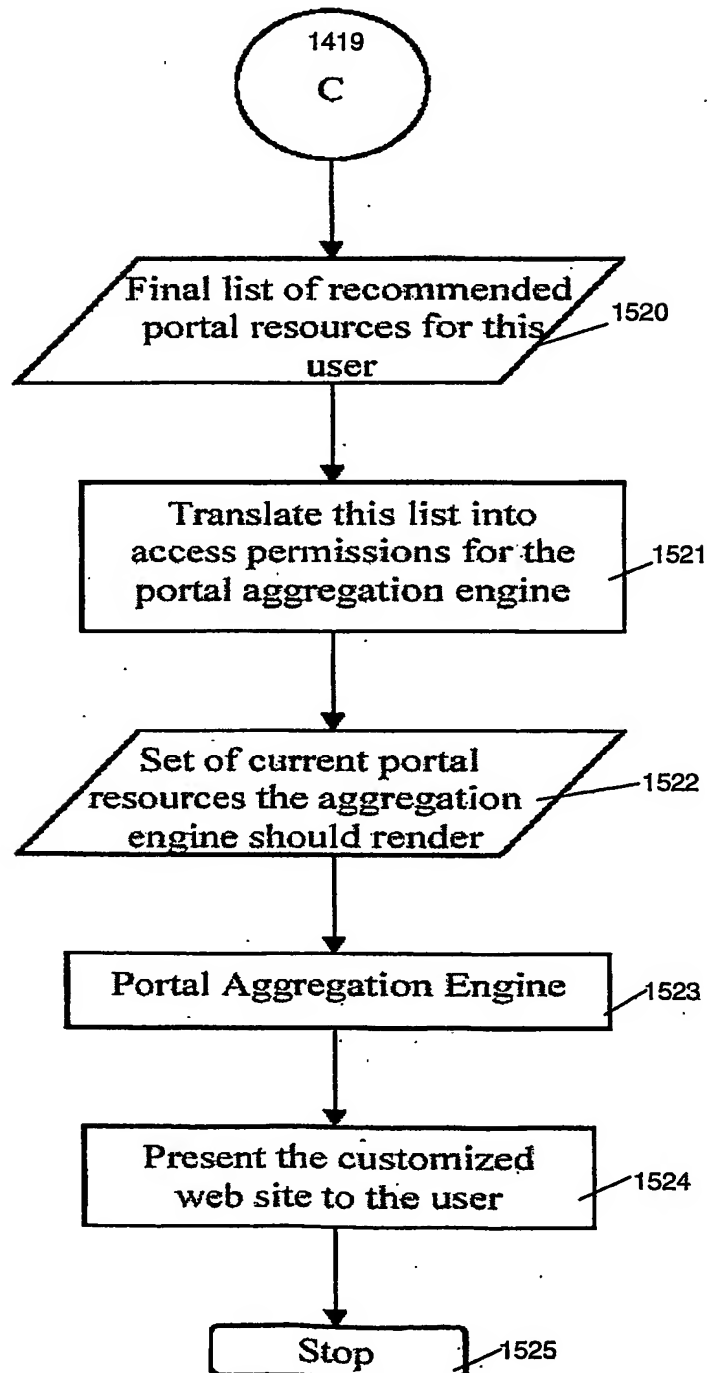 1419
C
Final list of recommended
portal resources for this
user
1520
Translate this list into
access permissions for the
portal aggregation engine
1521
Set of current portal
resources the aggregation
engine should render
1522
Portal Aggregation Engine
1523
Present the customized
web site to the user
1524
Stop
1525